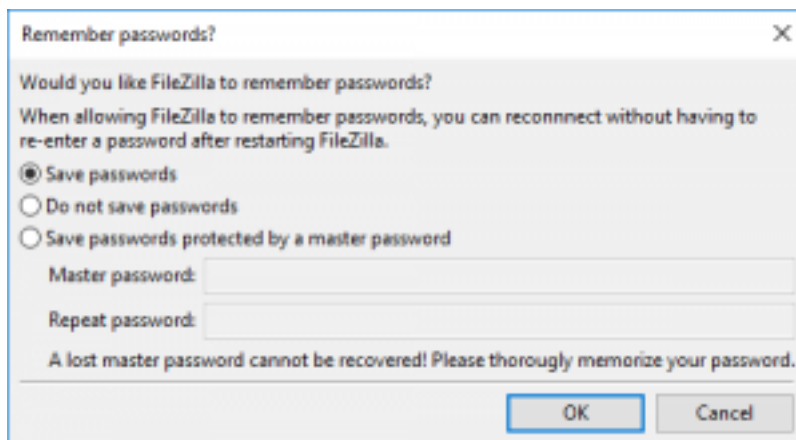 Remember passwords?
Would you like FileZilla to remember passwords?
When allowing FileZilla to remember passwords, you can reconnnect without having to
re-enter a password after restarting FileZilla.
Save passwords
Do not save passwords
Save passwords protected by a master password
Master password:
Repeat password:
A lost master password cannot be recovered! Please thorougly memorize your password.
OK Cancel